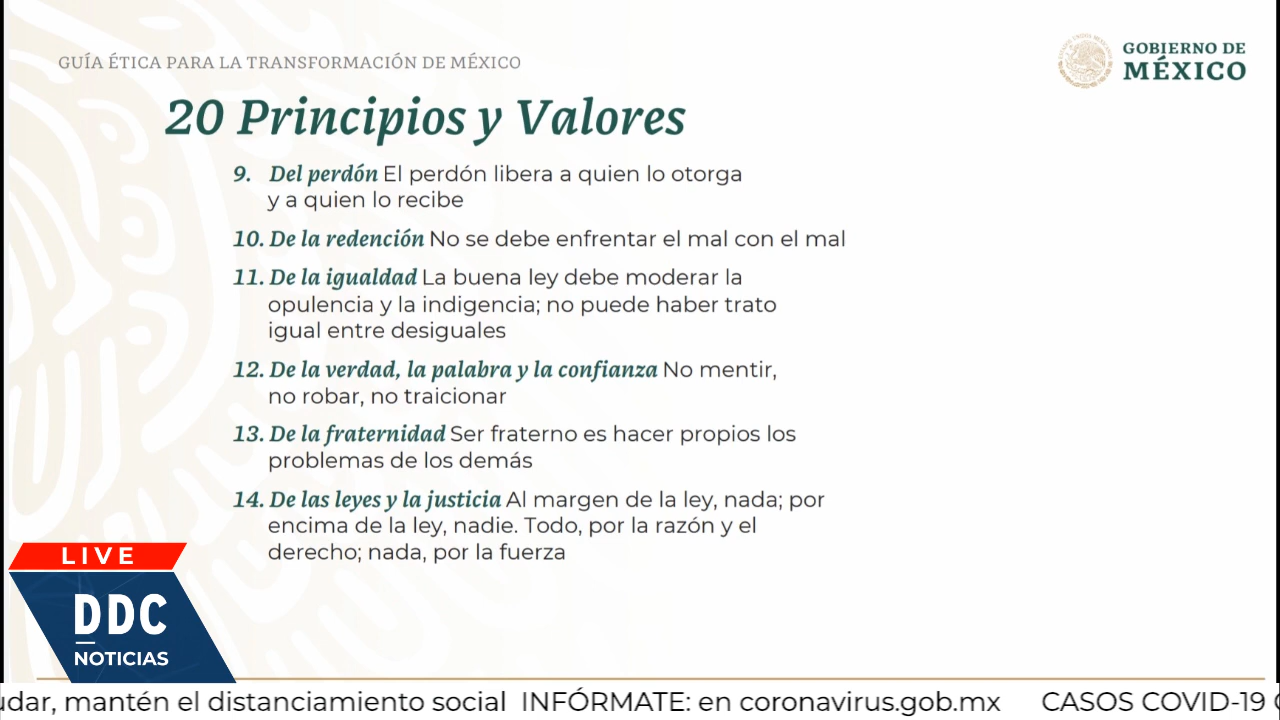 GUÍA ÉTICA PARA LA TRANSFORMACIÓN DE MÉXICO
GOBIERNO DE
MÉXICO
20 Principios y Valores
9. Del perdón El perdón libera a quien lo otorga
y a quien lo recibe
10. De la redención No se debe enfrentar el mal con el mal
11. De la igualdad La buena ley debe moderar la
opulencia y la indigencia; no puede haber trato
igual entre desiguales
12. De la verdad, la palabra y la confianza No mentir,
no robar, no traicionar
13. De la fraternidad Ser fraterno es hacer propios los
problemas de los demás
14. De las leyes y la justicia Al margen de la ley, nada; por
encima de la ley, nadie. Todo, por la razón y el
derecho; nada, por la fuerza
LIVE
DDC
NOTICIAS
mantén el distanciamiento social INFÓRMATE: en coronavirus.gob.mx CASOS COVID-19